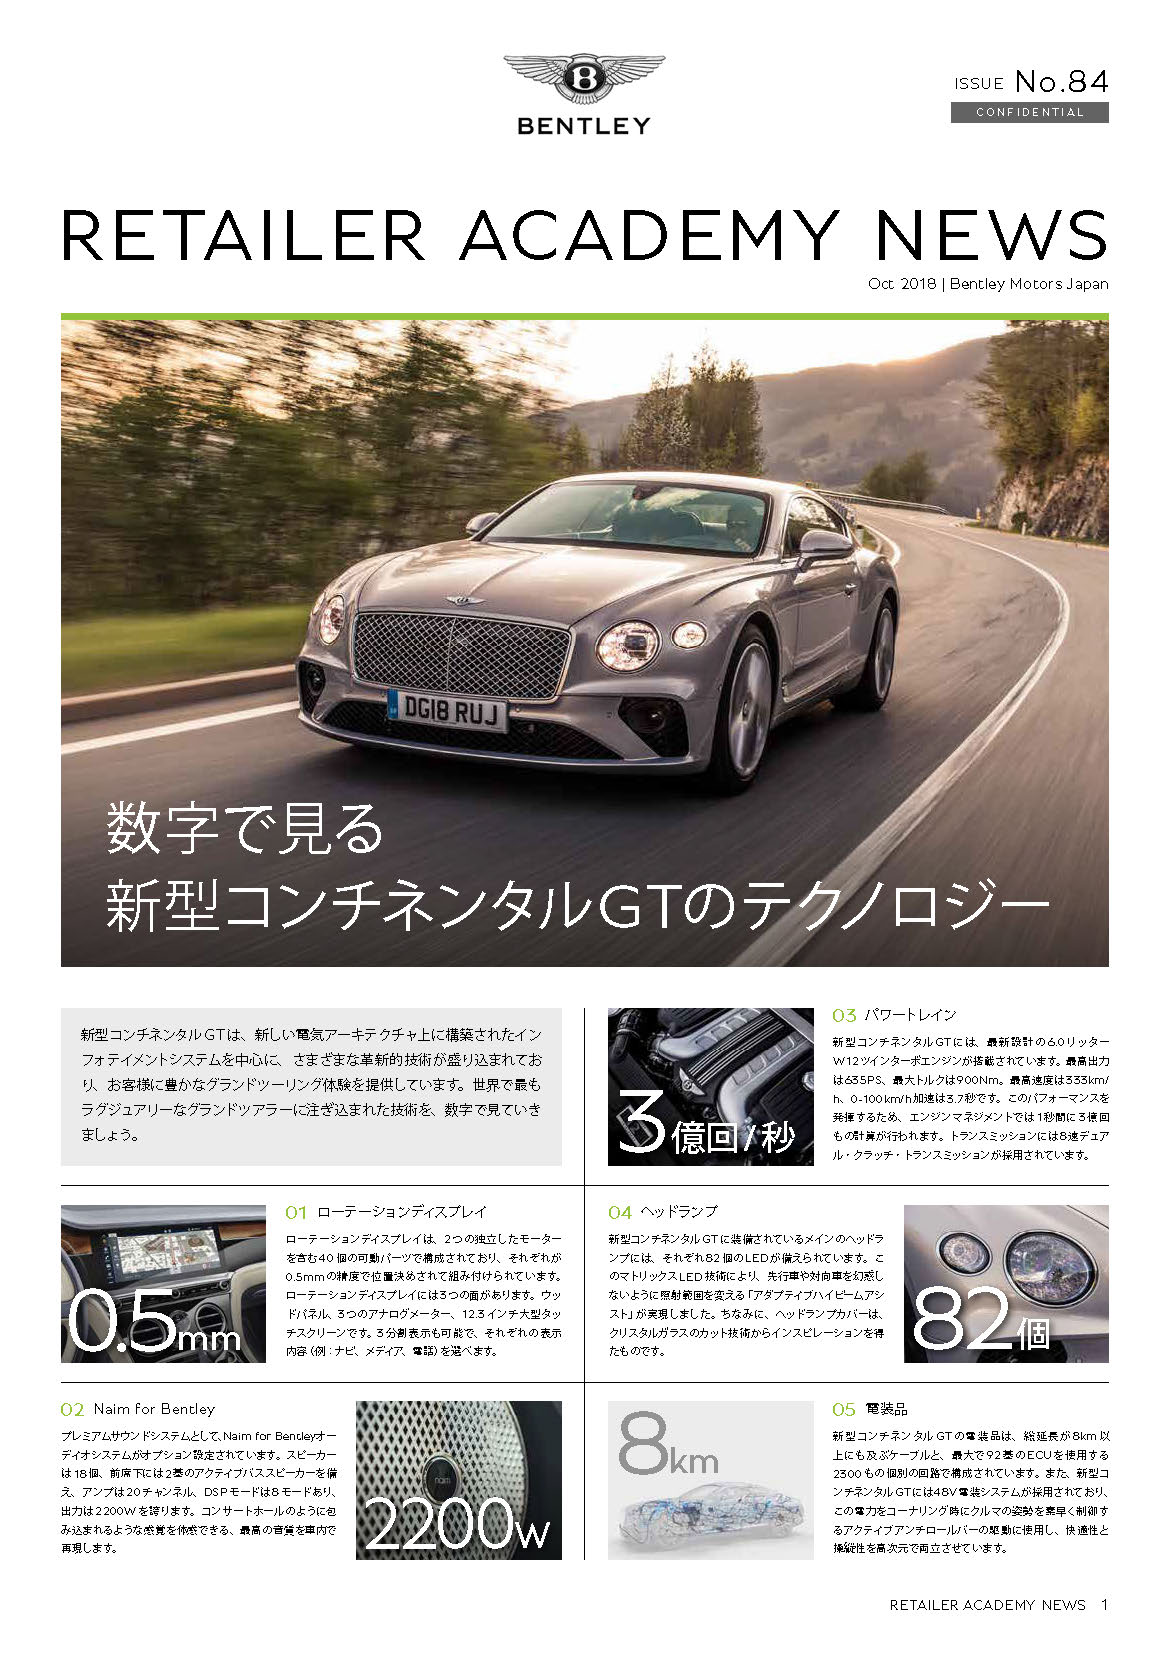 BENTLEY
ISSUE No.84
CONFIDENTIAL
RETAILER ACADEMY NEWS
Oct 2018 | Bentley Motors Japan
DG18 RUJ
数字で見る
新型コンチネンタルGTのテクノロジー
新型コンチネンタルGTは、新しい電気アーキテクチャ上に構築されたイン
フォテイメントシステムを中心に、さまざまな革新的技術が盛り込まれてお
り、お客様に豊かなグランドツーリング体験を提供しています。世界で最も
ラグジュアリーなグランドツアラーに注ぎ込まれた技術を、数字で見ていき
ましょう。
0.5mm
01 ローテーションディスプレイ
ローテーションディスプレイは、2つの独立したモーター
を含む40個の可動パーツで構成されており、それぞれが
0.5mmの精度で位置決めされて組み付けられています。
ローテーションディスプレイには3つの面があります。ウッ
ドパネル、3つのアナログメーター、12.3インチ大型タッ
チスクリーンです。3分割表示も可能で、それぞれの表示
内容(例：ナビ、メディア、電話)を選べます。
02 Naim for Bentley
プレミアムサウンドシステムとして、Naim for Bentleyオー
ディオシステムがオプション設定されています。スピーカー
は18個、前席下には2基のアクティブバススピーカーを備
え、アンプは20チャンネル、DSPモードは8モードあり、
出力は2200Wを誇ります。コンサートホールのように包
み込まれるような感覚を体感できる、最高の音質を車内で
再現します。
naim
2200W
3億回/秒
03 パワートレイン
新型コンチネンタルGTには、最新設計の6.0リッター
W12ツインターボエンジンが搭載されています。最高出力
は635PS、最大トルクは900Nm。最高速度は333km/
h、0-100km/h加速は3.7秒です。このパフォーマンスを
発揮するため、エンジンマネジメントでは1秒間に3億回
もの計算が行われます。トランスミッションには8速デュア
ル・クラッチ・トランスミッションが採用されています。
04 ヘッドランプ
新型コンチネンタルGTに装備されているメインのヘッドラ
ンプには、それぞれ82個のLEDが備えられています。こ
のマトリックスLED技術により、先行車や対向車を幻惑し
ないように照射範囲を変える「アダプティブハイビームアシ
スト」が実現しました。ちなみに、ヘッドランプカバーは、
クリスタルガラスのカット技術からインスピレーションを得
たものです。
82個
8km
05 電装品
新型コンチネンタルGTの電装品は、総延長が8km以
上にも及ぶケーブルと、最大で92基のECUを使用する
2300もの個別の回路で構成されています。また、新型コ
ンチネンタルGTには48V電装システムが採用されており、
この電力をコーナリング時にクルマの姿勢を素早く制御す
るアクティブアンチロールバーの駆動に使用し、快適性と
操縦性を高次元で両立させています。
RETAILER ACADEMY NEWS 1